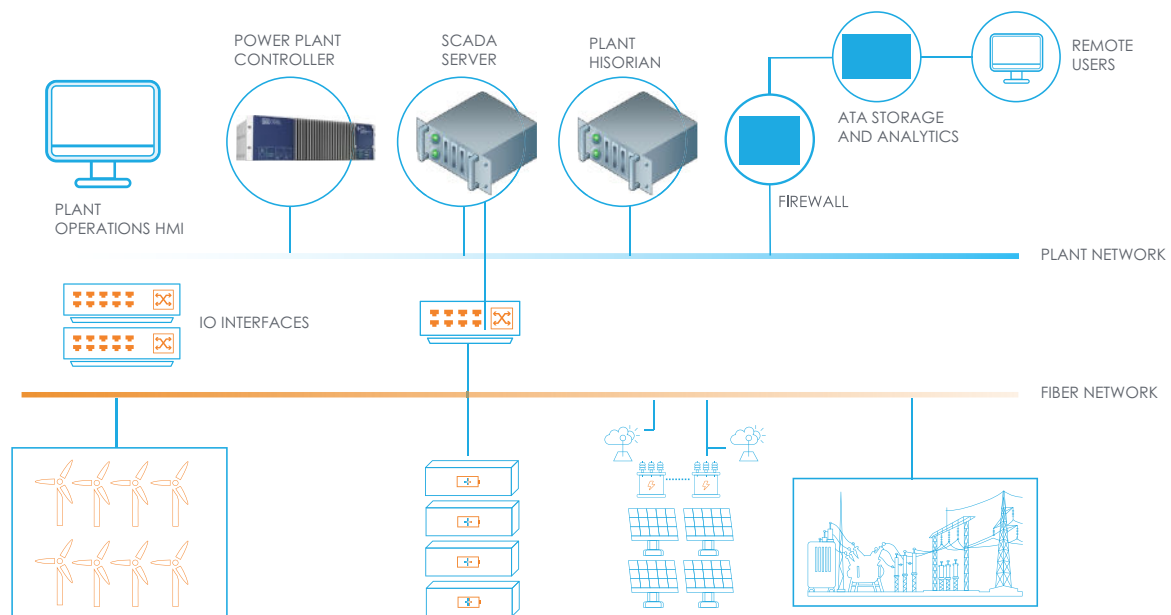 POWER PLANT
CONTROLLER
SCADA
SERVER
PLANT
HISORIAN
REMOTE
USERS
ATA STORAGE
AND ANALYTICS
FIREWALL
PLANT
OPERATIONS HMI
PLANT NETWORK
IO INTERFACES
FIBER NETWORK